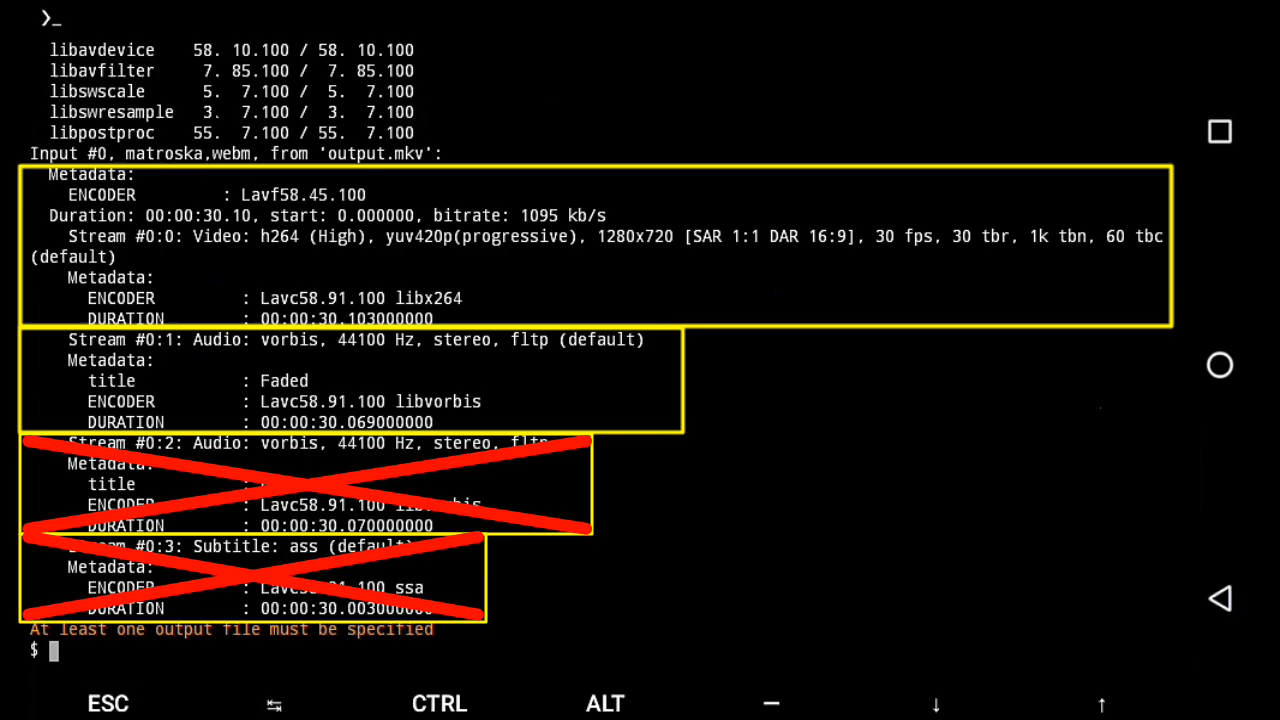 ❯_
libavdevice 58. 10.100 / 58. 10.100
libavfilter 7. 85.100 / 7. 85.100
libswscale 5. 7.100 / 5. 7.100
libswresample 3. 7.100 / 3. 7.100
libpostproc 55. 7.100 / 55. 7.100
Input #0, matroska,webm, from 'output.mkv':
Metadata:
ENCODER : Lavf58.45.100
Duration: 00:00:30.10, start: 0.000000, bitrate: 1095 kb/s
Stream #0:0: Video: h264 (High), yuv420p(progressive), 1280x720 [SAR 1:1 DAR 16:9], 30 fps, 30 tbr, 1k tbn, 60 tbc
(default)
Metadata:
ENCODER : Lavc58.91.100 libx264
DURATION : 00:00:30.103000000
Stream #0:1: Audio: vorbis, 44100 Hz, stereo, fltp (default)
Metadata:
title : Faded
ENCODER : Lavc58.91.100 libvorbis
DURATION : 00:00:30.069000000
Stream #0:2: Audio: vorbis, 44100 Hz, stereo, fltp
Metadata:
title :
ENCODER : Lavc58.91.100 libvorbis
DURATION : 00:00:30.070000000
Stream #0:3: Subtitle: ass (default)
Metadata:
ENCODER : Lavc58.91.100 ssa
DURATION : 00:00:30.003000000
At least one output file must be specified
$
ESC ↹ CTRL ALT — ↓ ↑